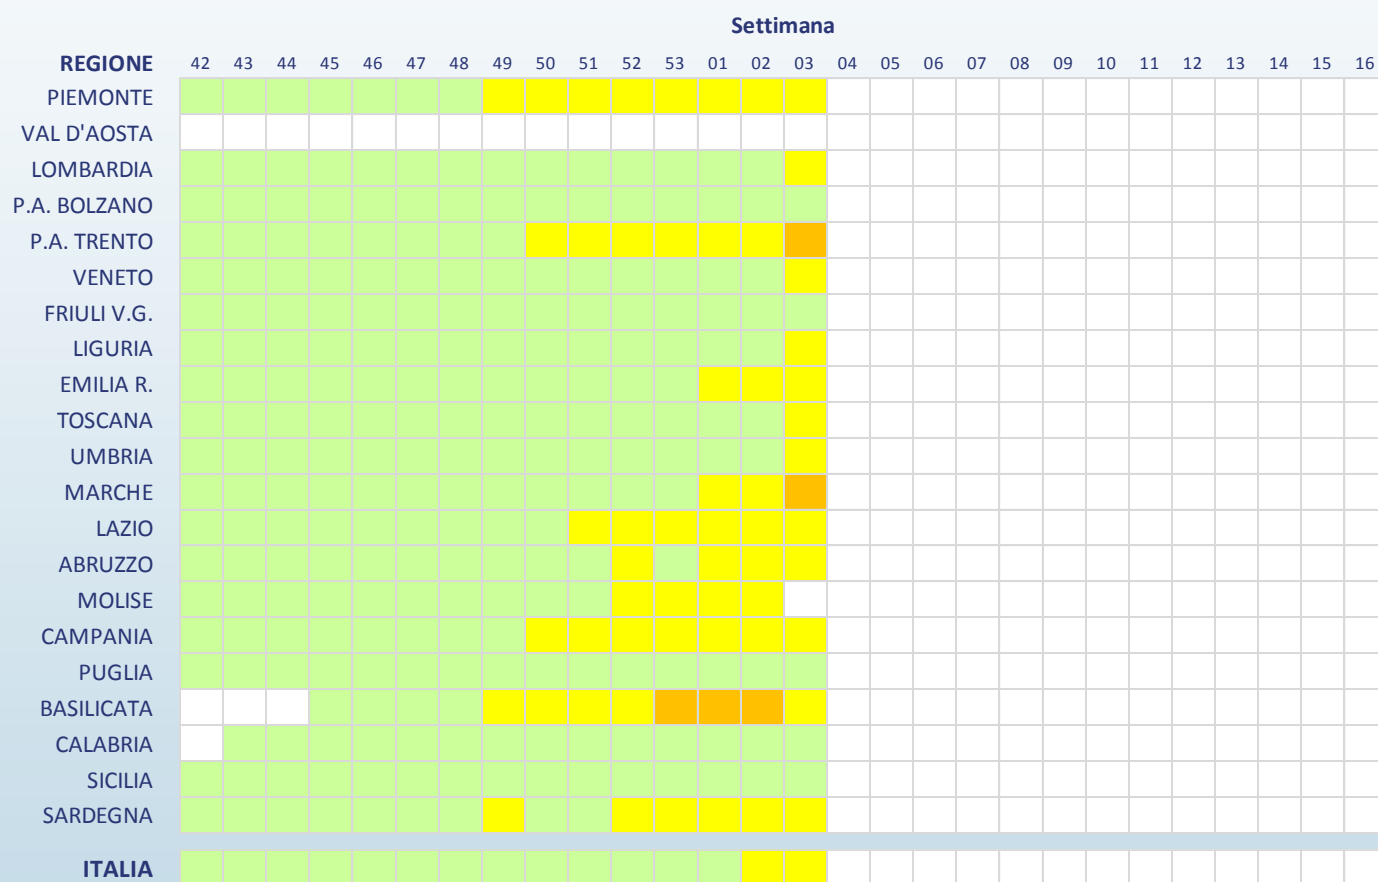 Settimana
REGIONE 42 43 44 45 46 47 48 49 50 51 52 53 01 02 03 04 05 06 07 08 09 10 11 12 13 14 15 16
PIEMONTE
VAL D'AOSTA
LOMBARDIA
P.A. BOLZANO
P.A. TRENTO
VENETO
FRIULI V.G.
LIGURIA
EMILIA R.
TOSCANA
UMBRIA
MARCHE
LAZIO
ABRUZZO
MOLISE
CAMPANIA
PUGLIA
BASILICATA
CALABRIA
SICILIA
SARDEGNA
ITALIA